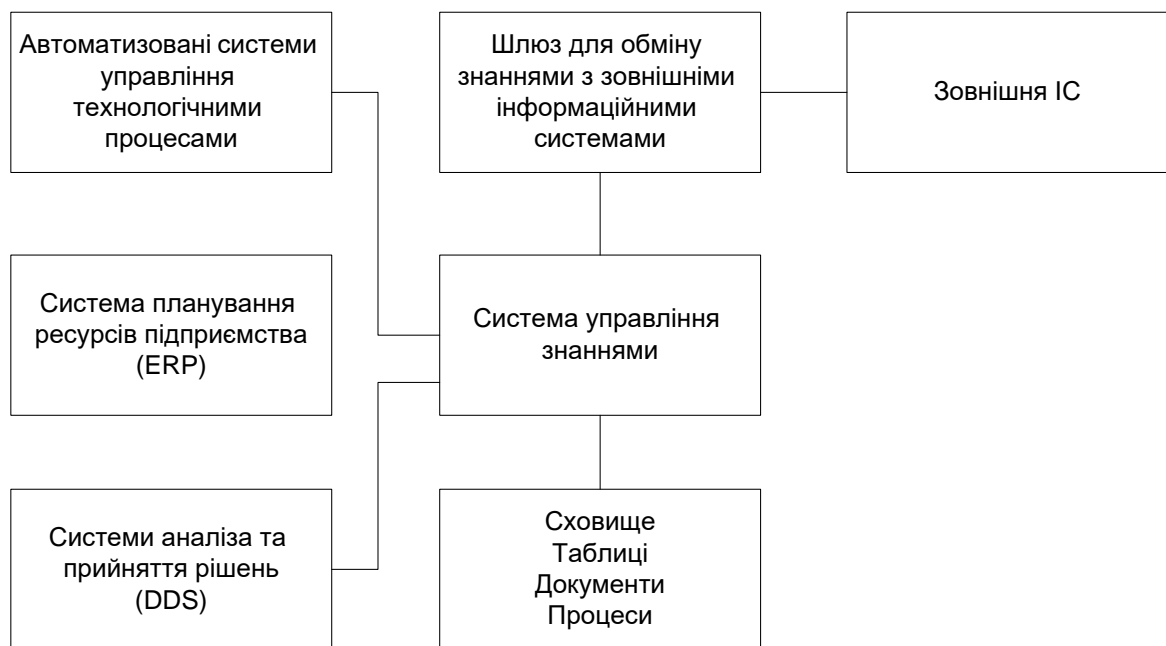 Автоматизовані системи
управління
технологічними
процесами
Шлюз для обміну
знаннями з зовнішніми
інформаційними
системами
Зовнішня ІС
Система планування
ресурсів підприємства
(ERP)
Система управління
знаннями
Системи аналіза та
прийняття рішень
(DDS)
Сховище
Таблиці
Документи
Процеси